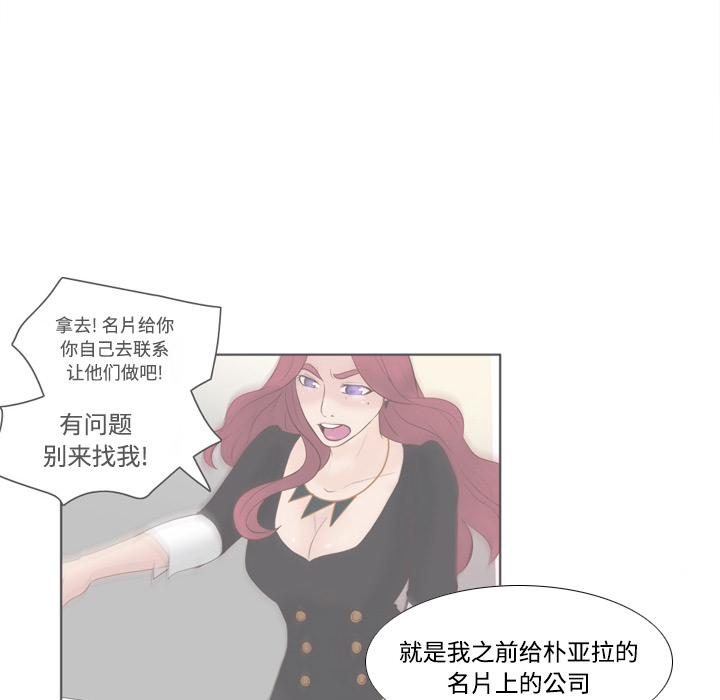 拿去! 名片给你
你自己去联系
让他们做吧!
有问题
别来找我!
就是我之前给朴亚拉的
名片上的公司